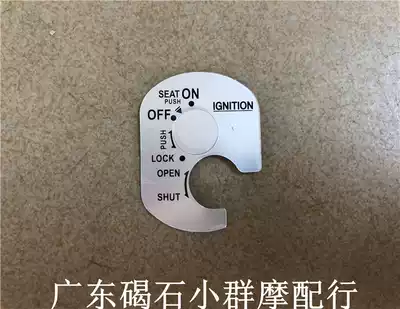 SEAT ON
PUSH
IGNITION
OFF
PUSH
LOCK
OPEN
SHUT
广东碣石小群摩配行